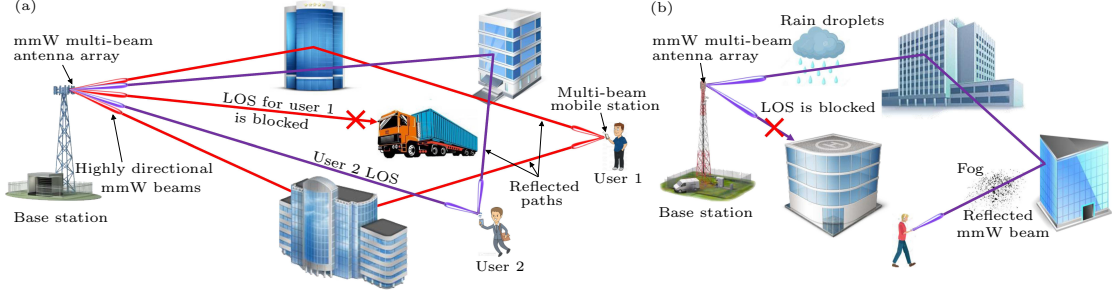 (a)
mmW multi-beam
antenna array
LOS for user 1
is blocked
Multi-beam
mobile station
Highly directional
mmW beams
User 2 LOS
Reflected
paths
User 1
Base station
User 2
(b)
Rain droplets
mmW multi-beam
antenna array
LOS is blocked
H
Fog
Reflected
mmW beam
Base station